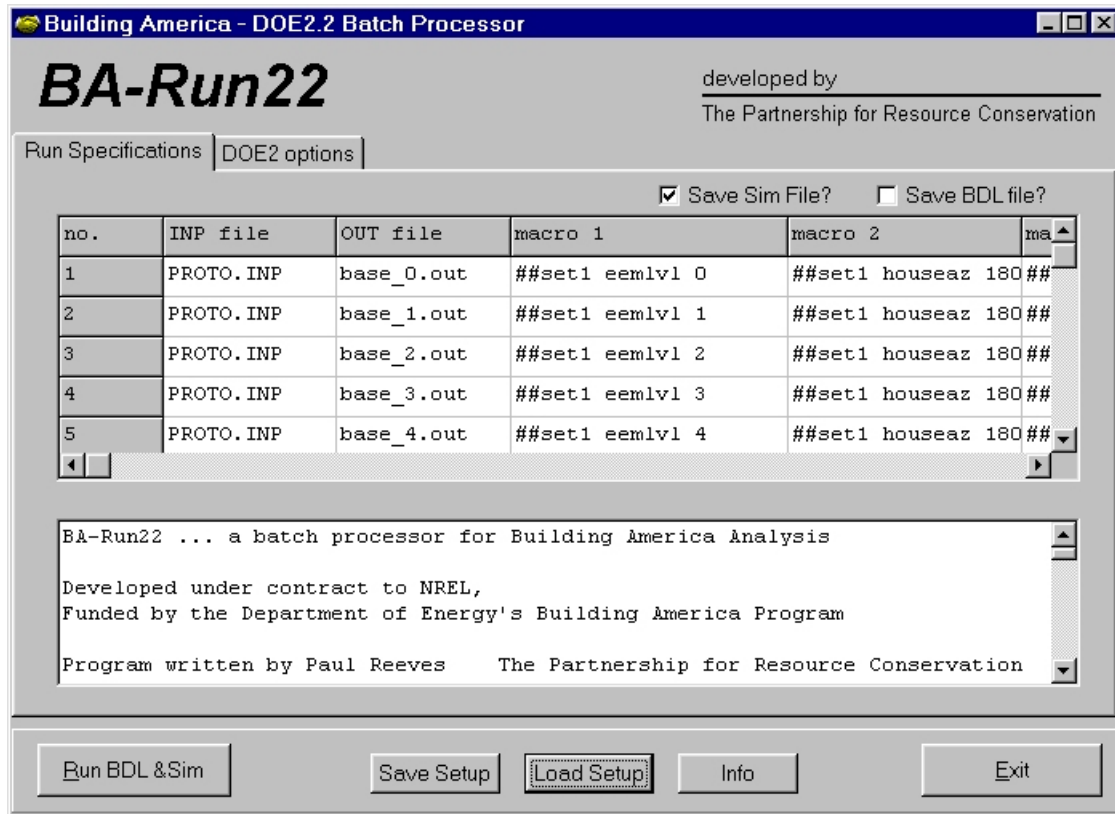 Building America - DOE2.2 Batch Processor
BA-Run22
developed by
The Partnership for Resource Conservation
Run Specifications DOE2 options
Save Sim File? Save BDL file?
no. INP file OUT file macro 1 macro 2 ma
1 PROTO.INP base_0.out ##set1 eemlvl 0 ##set1 houseaz 180 ##
2 PROTO.INP base_1.out ##set1 eemlvl 1 ##set1 houseaz 180 ##
3 PROTO.INP base_2.out ##set1 eemlvl 2 ##set1 houseaz 180 ##
4 PROTO.INP base_3.out ##set1 eemlvl 3 ##set1 houseaz 180 ##
5 PROTO.INP base_4.out ##set1 eemlvl 4 ##set1 houseaz 180 ##
BA-Run22 ... a batch processor for Building America Analysis
Developed under contract to NREL,
Funded by the Department of Energy's Building America Program
Program written by Paul Reeves The Partnership for Resource Conservation
Run BDL &Sim Save Setup Load Setup Info Exit